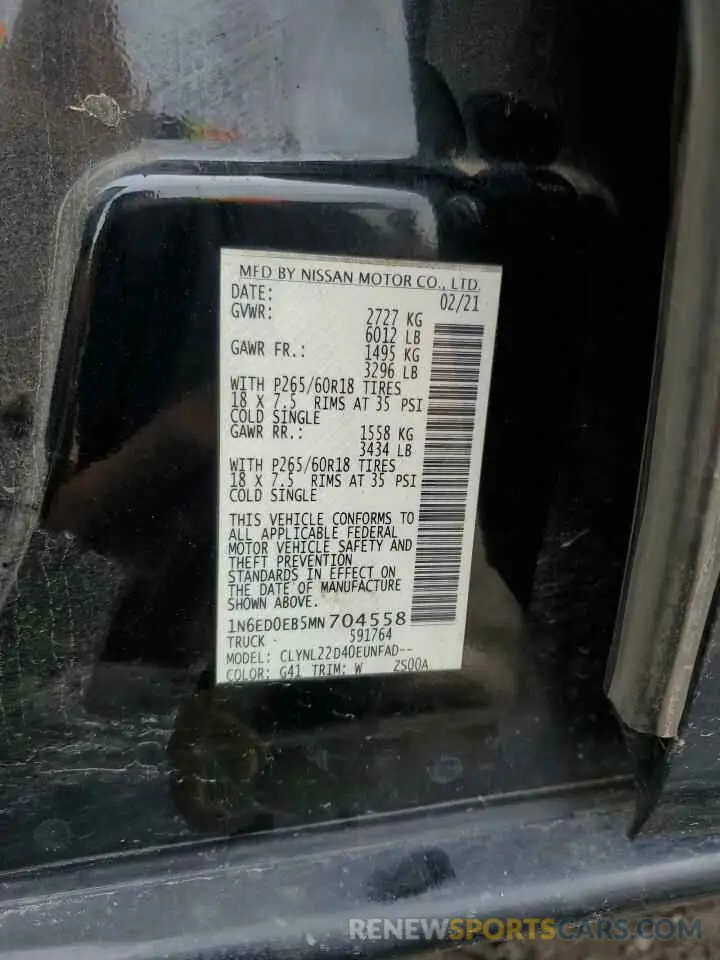 MFD BY NISSAN MOTOR CO., LTD.
DATE: 02/21
GVWR: 2727 KG
6012 LB
GAWR FR.: 1495 KG
3296 LB
WITH P265/60R18 TIRES
18 X 7.5 RIMS AT 35 PSI
COLD SINGLE
GAWR RR.: 1558 KG
3434 LB
WITH P265/60R18 TIRES
18 X 7.5 RIMS AT 35 PSI
COLD SINGLE
THIS VEHICLE CONFORMS TO
ALL APPLICABLE FEDERAL
MOTOR VEHICLE SAFETY AND
THEFT PREVENTION
STANDARDS IN EFFECT ON
THE DATE OF MANUFACTURE
SHOWN ABOVE.
1N6ED0EB5MN704558
TRUCK 591764
MODEL: CLYNL22D40EUNFAD--
COLOR: G41 TRIM: W 2S00A
RENEWSPORTSCARS.COM